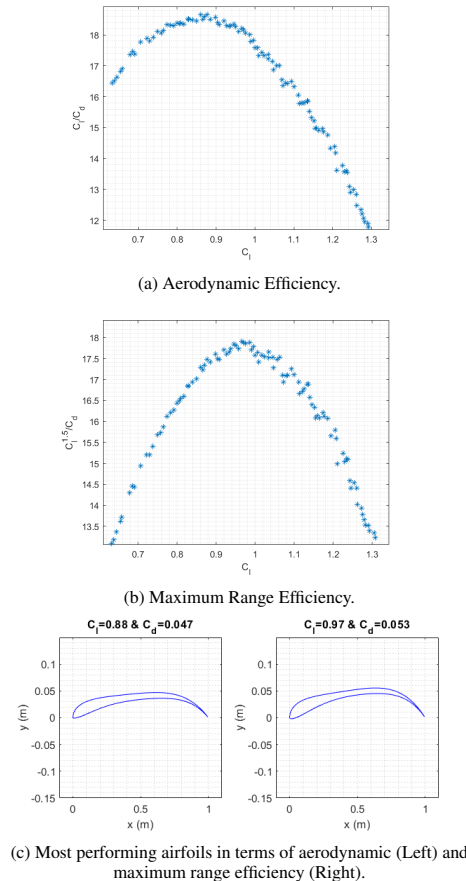 18
17
16
15
14
13
12
C_l/C_d
0.7 0.8 0.9 1 1.1 1.2 1.3
C_l
(a) Aerodynamic Efficiency.
18
17.5
17
16.5
16
15.5
15
14.5
14
13.5
C_l^1.5/C_d
0.7 0.8 0.9 1 1.1 1.2 1.3
C_l
(b) Maximum Range Efficiency.
C_l=0.88 & C_d=0.047
0.1
0.05
0
-0.05
-0.1
-0.15
y (m)
0 0.5 1
x (m)
C_l=0.97 & C_d=0.053
0.1
0.05
0
-0.05
-0.1
-0.15
y (m)
0 0.5 1
x (m)
(c) Most performing airfoils in terms of aerodynamic (Left) and
maximum range efficiency (Right).